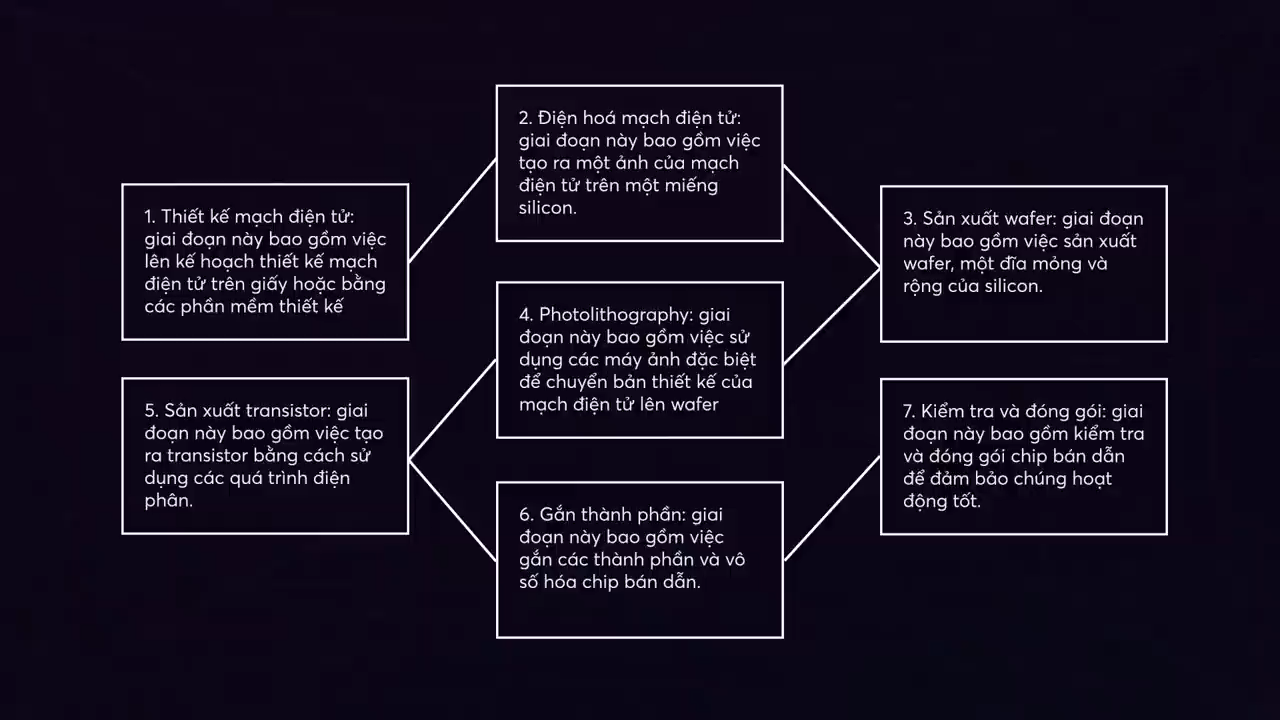 1. Thiết kế mạch điện tử:
giai đoạn này bao gồm việc
lên kế hoạch thiết kế mạch
điện tử trên giấy hoặc bằng
các phần mềm thiết kế
2. Điện hoá mạch điện tử:
giai đoạn này bao gồm việc
tạo ra một ảnh của mạch
điện tử trên một miếng
silicon.
3. Sản xuất wafer: giai đoạn
này bao gồm việc sản xuất
wafer, một đĩa mỏng và
rộng của silicon.
4. Photolithography: giai
đoạn này bao gồm việc sử
dụng các máy ảnh đặc biệt
để chuyển bản thiết kế của
mạch điện tử lên wafer
5. Sản xuất transistor: giai
đoạn này bao gồm việc tạo
ra transistor bằng cách sử
dụng các quá trình điện
phân.
6. Gắn thành phần: giai
đoạn này bao gồm việc
gắn các thành phần và vô
số hóa chip bán dẫn.
7. Kiểm tra và đóng gói: giai
đoạn này bao gồm kiểm tra
và đóng gói chip bán dẫn
để đảm bảo chúng hoạt
động tốt.